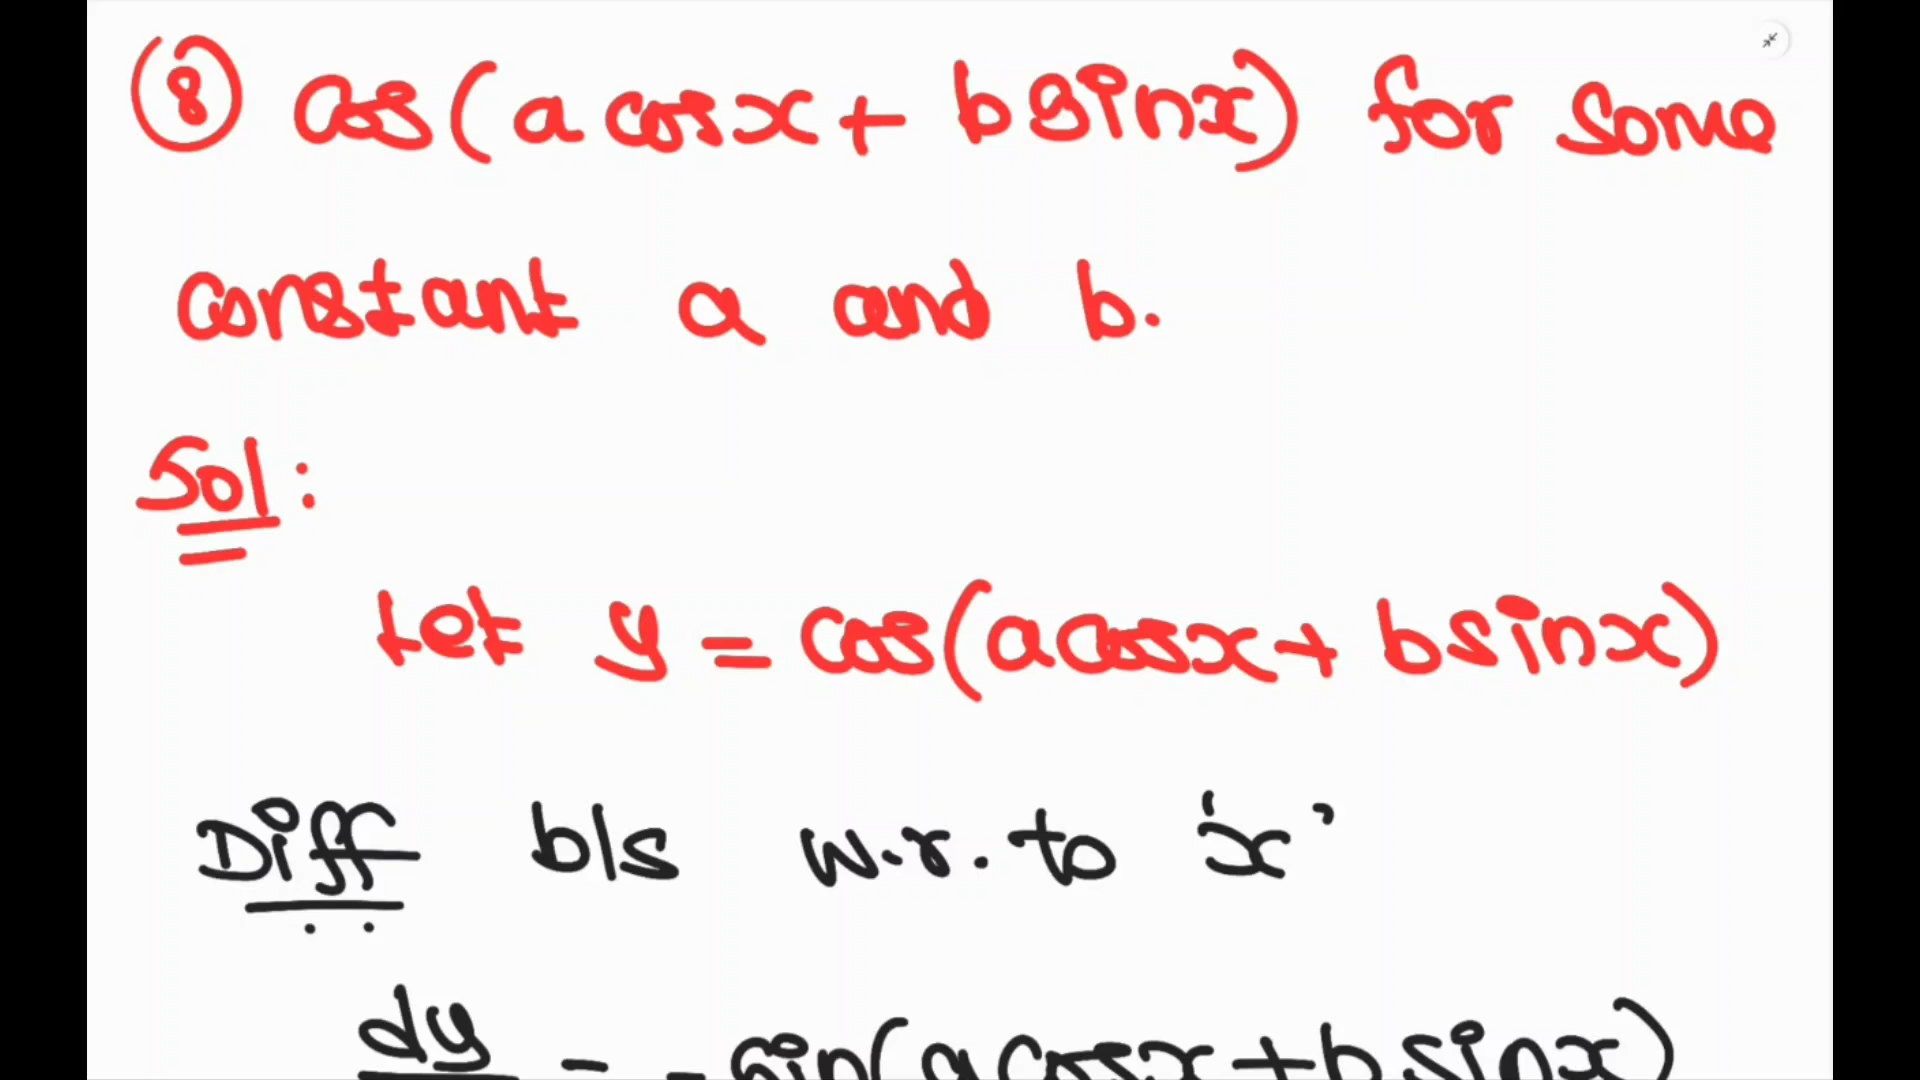 ⑧ cos(a cosx + b sinx) for some
constant a and b.
Sol:
Let y = cos(a cosx + b sinx)
Diff b/s w.r. to 'x'
dy = - sin(a cosx + b sinx)